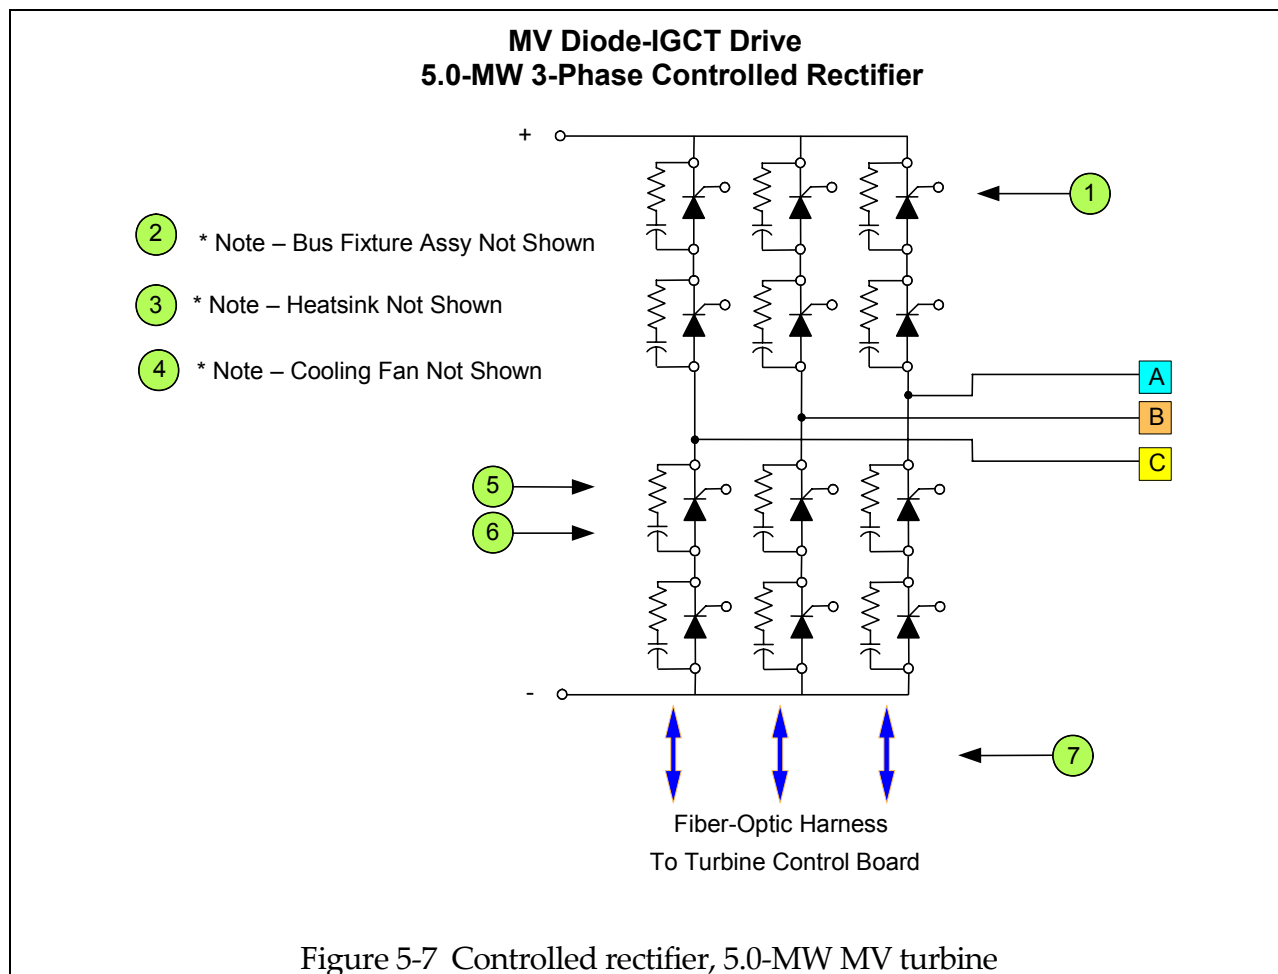 MV Diode-IGCT Drive
5.0-MW 3-Phase Controlled Rectifier
+
1
2 * Note – Bus Fixture Assy Not Shown
3 * Note – Heatsink Not Shown
4 * Note – Cooling Fan Not Shown
A
B
C
5
6
-
7
Fiber-Optic Harness
To Turbine Control Board
Figure 5-7 Controlled rectifier, 5.0-MW MV turbine